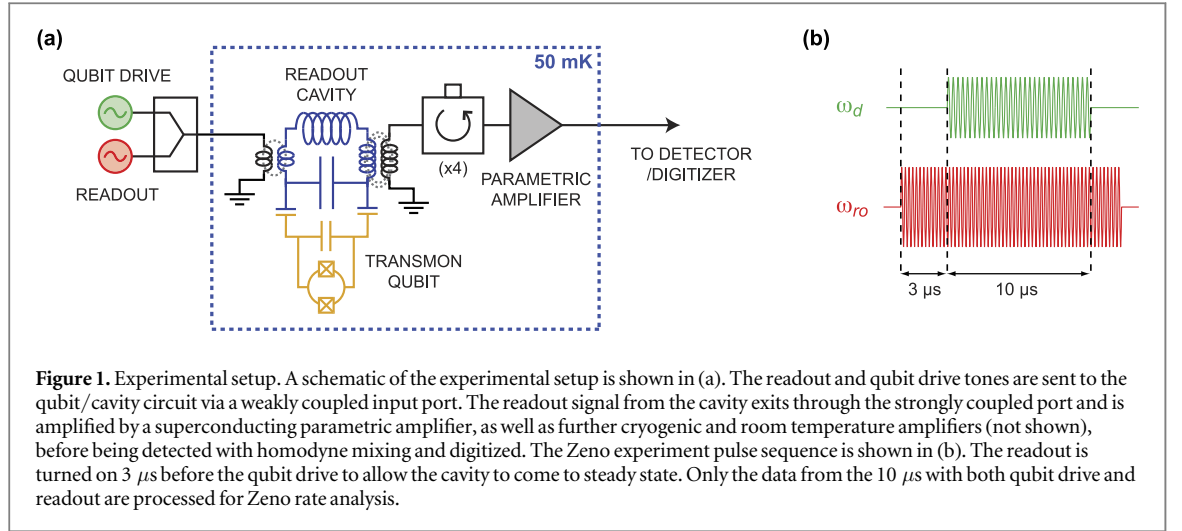 (a)
50 mK
QUBIT DRIVE
READOUT
READOUT
CAVITY
(x4)
PARAMETRIC
AMPLIFIER
TRANSMON
QUBIT
TO DETECTOR
/DIGITIZER
(b)
ωd
ωro
3 μs
10 μs
Figure 1. Experimental setup. A schematic of the experimental setup is shown in (a). The readout and qubit drive tones are sent to the
qubit/cavity circuit via a weakly coupled input port. The readout signal from the cavity exits through the strongly coupled port and is
amplified by a superconducting parametric amplifier, as well as further cryogenic and room temperature amplifiers (not shown),
before being detected with homodyne mixing and digitized. The Zeno experiment pulse sequence is shown in (b). The readout is
turned on 3 μs before the qubit drive to allow the cavity to come to steady state. Only the data from the 10 μs with both qubit drive and
readout are processed for Zeno rate analysis.